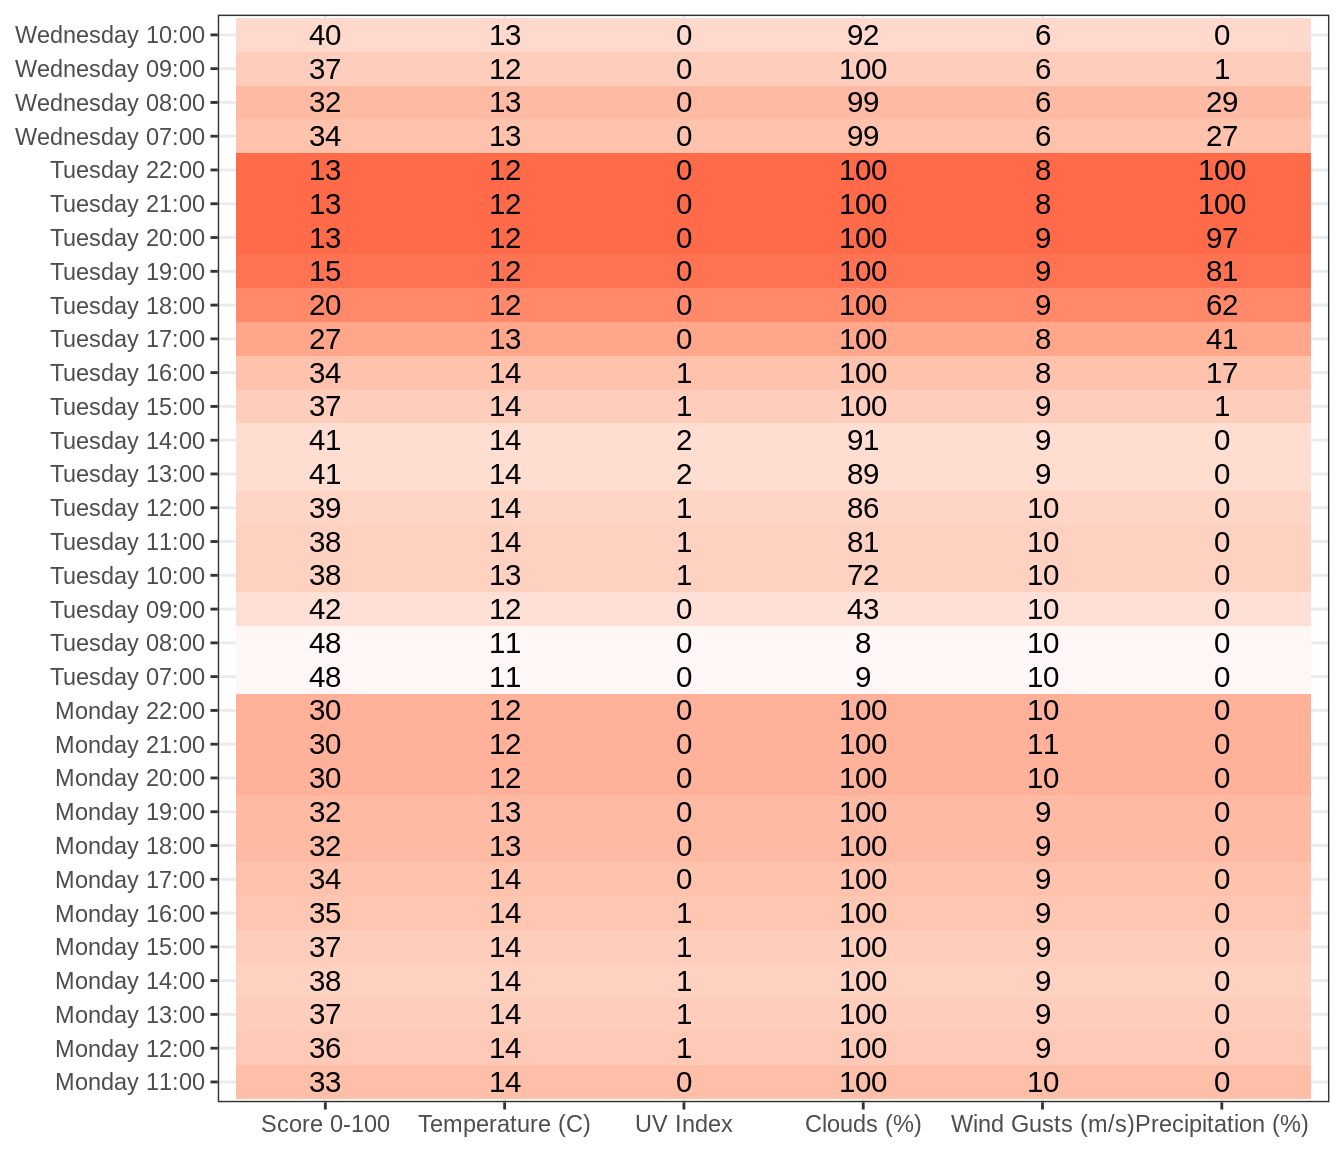 Wednesday 10:00 40 13 0 92 6 0
Wednesday 09:00 37 12 0 100 6 1
Wednesday 08:00 32 13 0 99 6 29
Wednesday 07:00 34 13 0 99 6 27
Tuesday 22:00 13 12 0 100 8 100
Tuesday 21:00 13 12 0 100 8 100
Tuesday 20:00 13 12 0 100 9 97
Tuesday 19:00 15 12 0 100 9 81
Tuesday 18:00 20 12 0 100 9 62
Tuesday 17:00 27 13 0 100 8 41
Tuesday 16:00 34 14 1 100 8 17
Tuesday 15:00 37 14 1 100 9 1
Tuesday 14:00 41 14 2 91 9 0
Tuesday 13:00 41 14 2 89 9 0
Tuesday 12:00 39 14 1 86 10 0
Tuesday 11:00 38 14 1 81 10 0
Tuesday 10:00 38 13 1 72 10 0
Tuesday 09:00 42 12 0 43 10 0
Tuesday 08:00 48 11 0 8 10 0
Tuesday 07:00 48 11 0 9 10 0
Monday 22:00 30 12 0 100 10 0
Monday 21:00 30 12 0 100 11 0
Monday 20:00 30 12 0 100 10 0
Monday 19:00 32 13 0 100 9 0
Monday 18:00 32 13 0 100 9 0
Monday 17:00 34 14 0 100 9 0
Monday 16:00 35 14 1 100 9 0
Monday 15:00 37 14 1 100 9 0
Monday 14:00 38 14 1 100 9 0
Monday 13:00 37 14 1 100 9 0
Monday 12:00 36 14 1 100 9 0
Monday 11:00 33 14 0 100 10 0
Score 0-100 Temperature (C) UV Index Clouds (%) Wind Gusts (m/s) Precipitation (%)